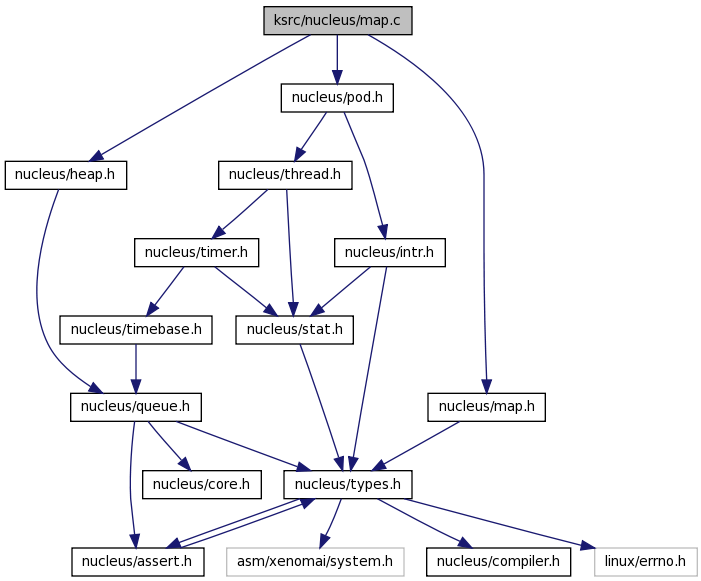 ksrc/nucleus/map.c
nucleus/pod.h
nucleus/heap.h
nucleus/thread.h
nucleus/timer.h
nucleus/intr.h
nucleus/timebase.h
nucleus/stat.h
nucleus/queue.h
nucleus/map.h
nucleus/core.h
nucleus/types.h
nucleus/assert.h
asm/xenomai/system.h
nucleus/compiler.h
linux/errno.h